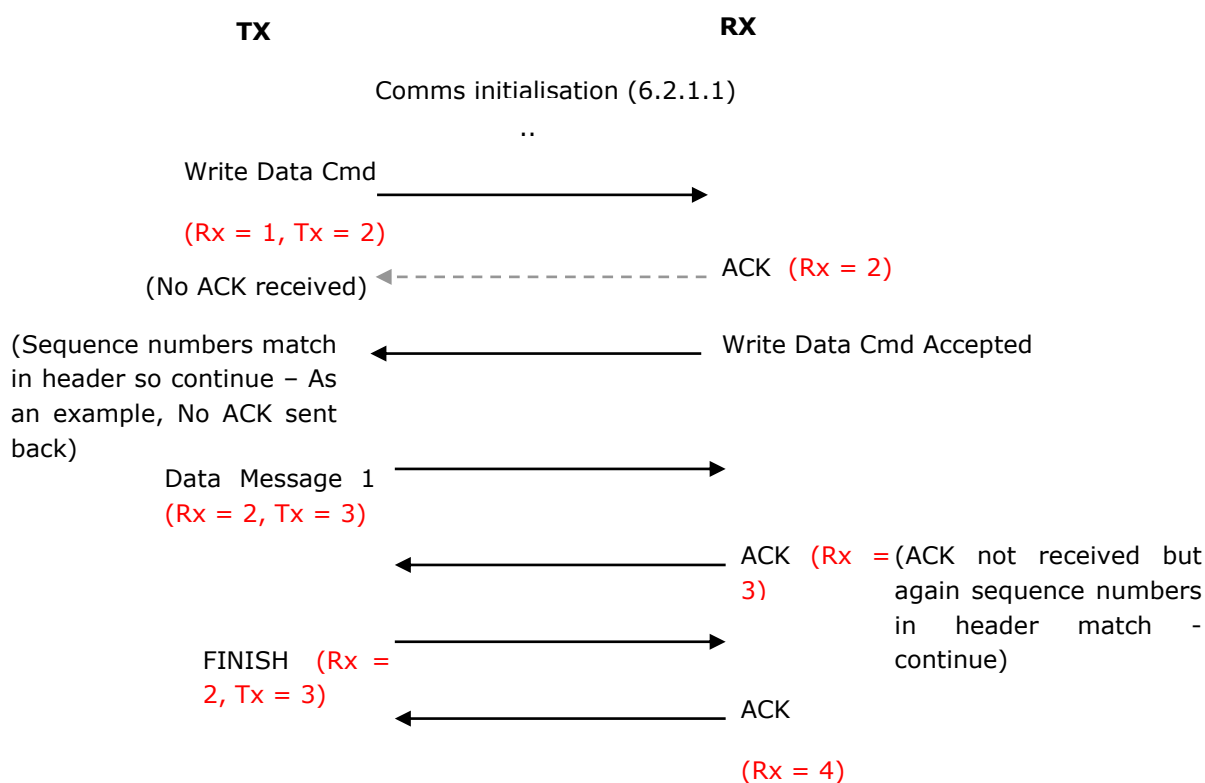 TX
RX
Comms initialisation (6.2.1.1)
..
Write Data Cmd
(Rx = 1, Tx = 2)
ACK (Rx = 2)
(No ACK received)
(Sequence numbers match
in header so continue – As
an example, No ACK sent
back)
Write Data Cmd Accepted
Data Message 1
(Rx = 2, Tx = 3)
ACK (Rx =
3)
(ACK not received but
again sequence numbers
in header match -
continue)
FINISH (Rx =
2, Tx = 3)
ACK
(Rx = 4)